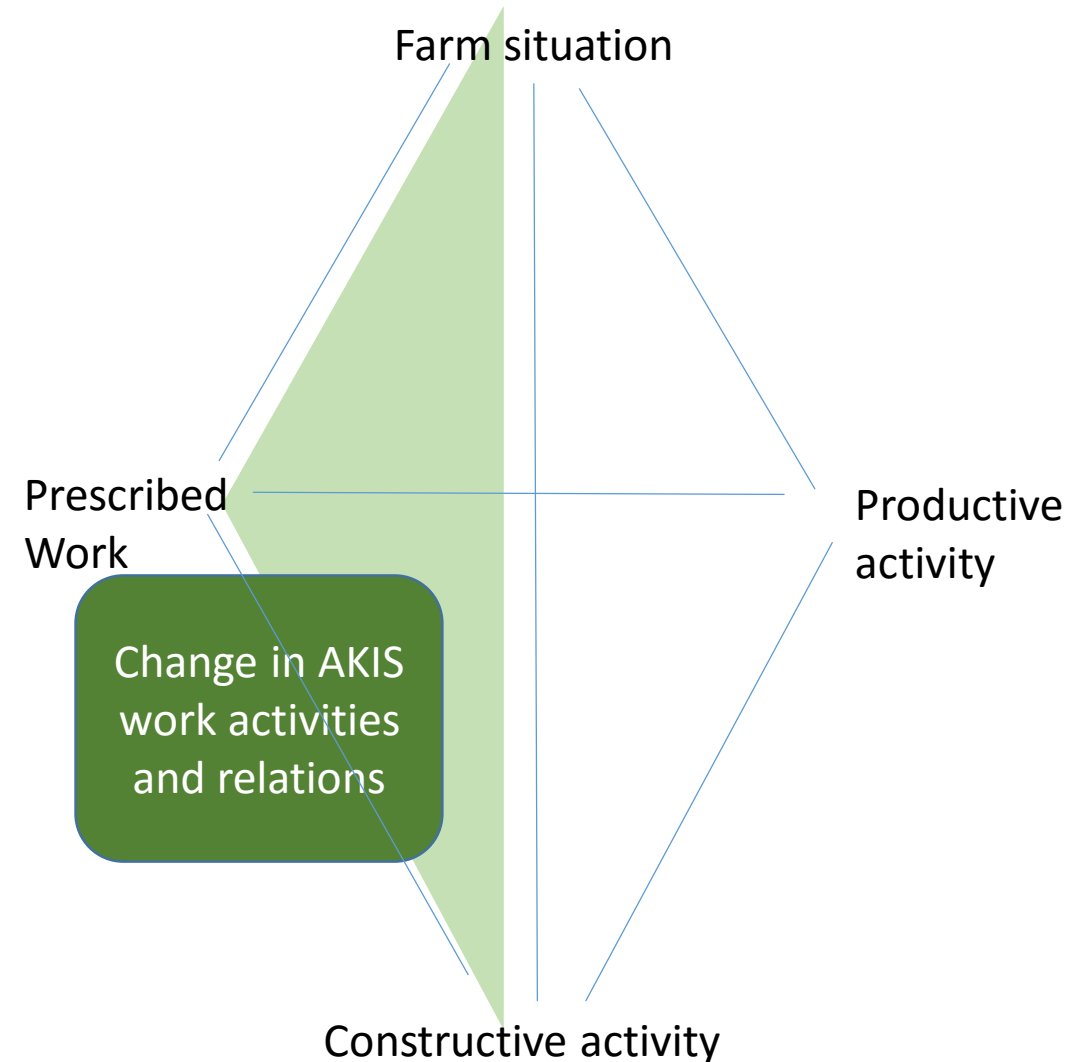 Farm situation
Prescribed
Work
Productive
activity
Change in AKIS
work activities
and relations
Constructive activity